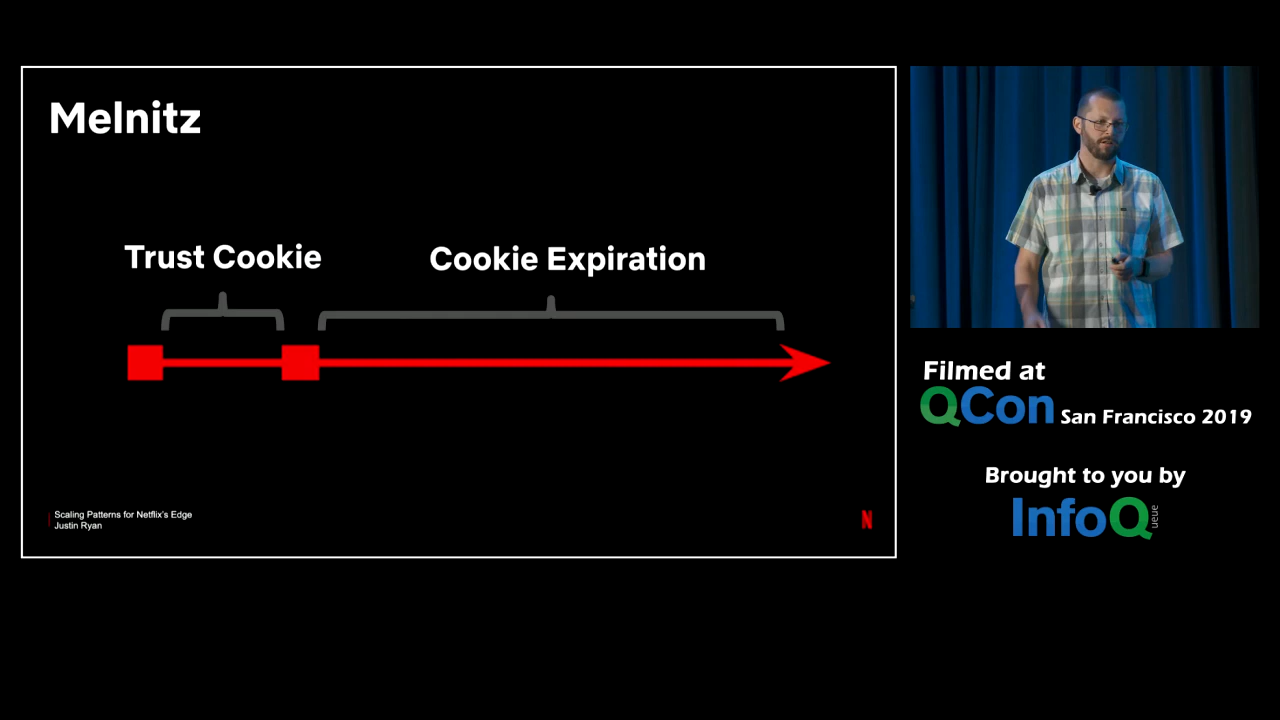 Melnitz
Trust Cookie
Cookie Expiration
Scaling Patterns for Netflix's Edge
Justin Ryan
N
Filmed at
QCon San Francisco 2019
Brought to you by
InfoQ
ueue